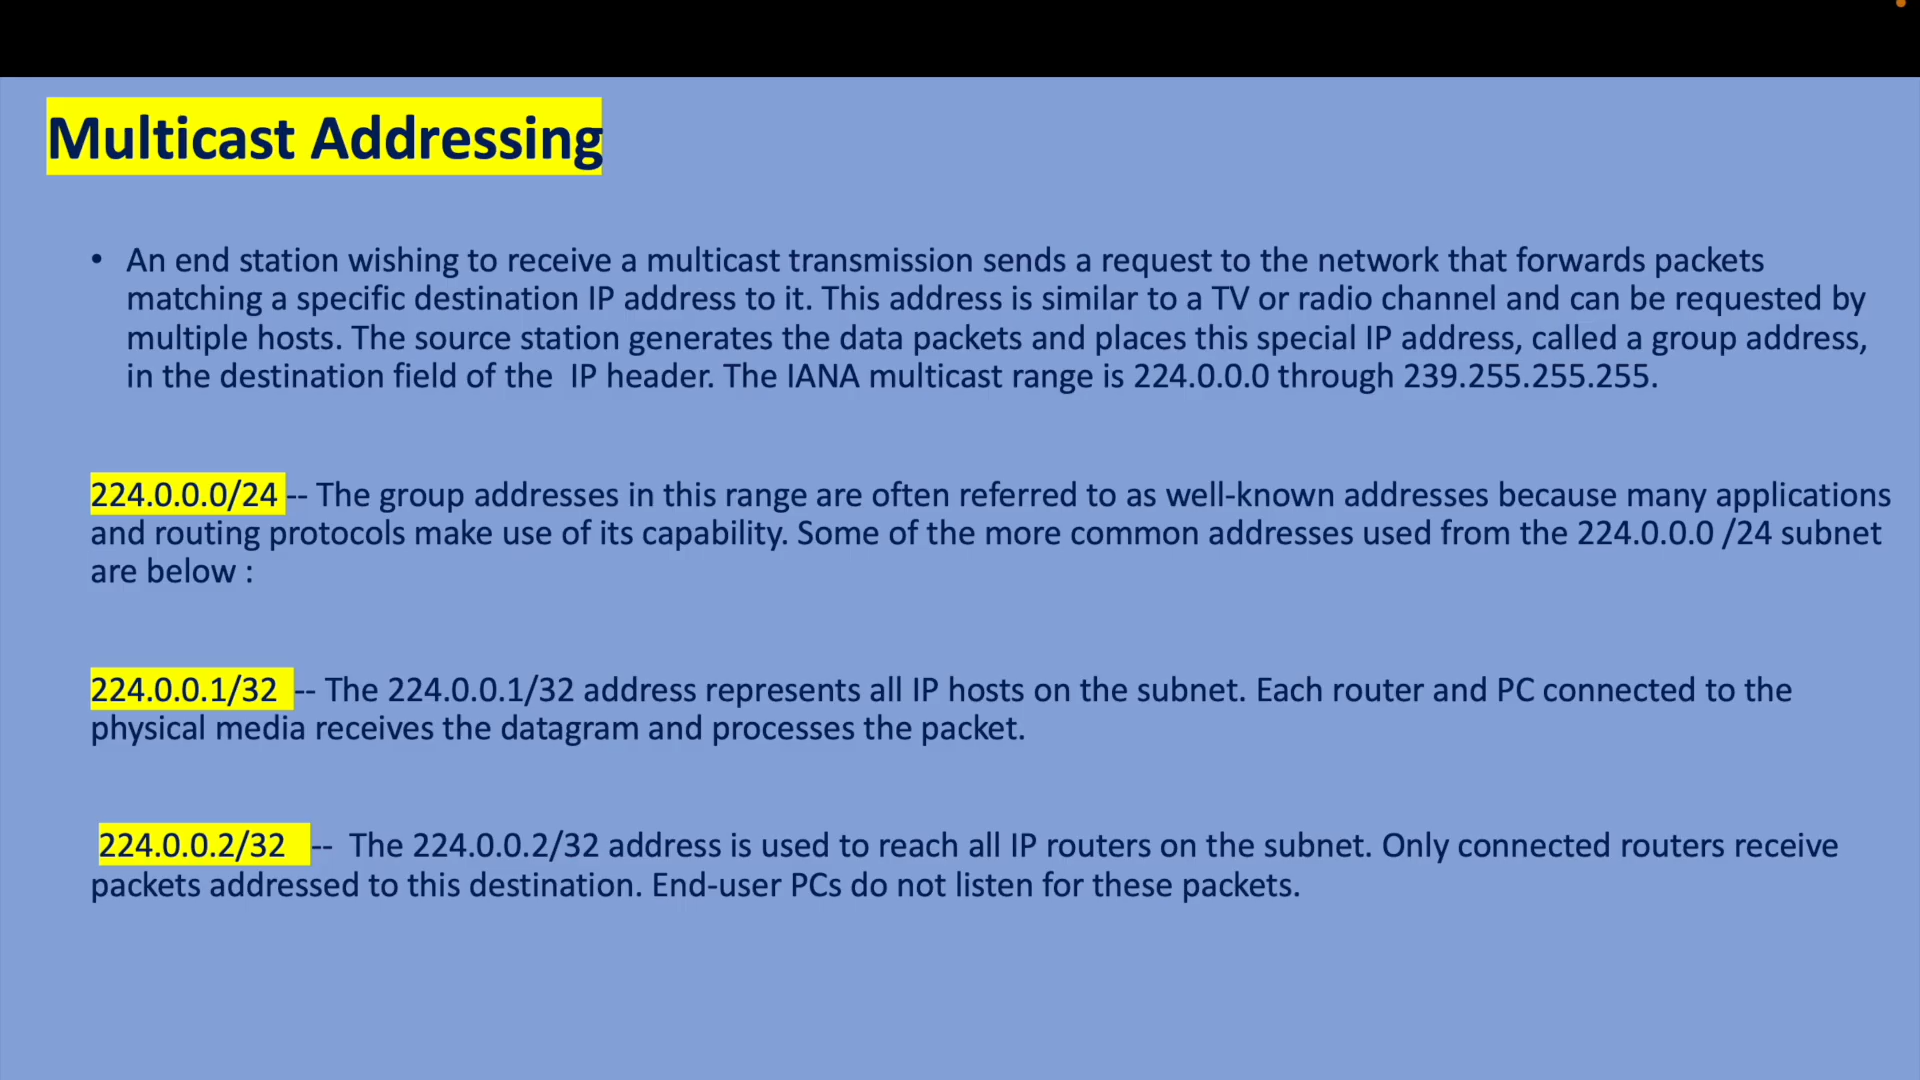 Multicast Addressing
• An end station wishing to receive a multicast transmission sends a request to the network that forwards packets
matching a specific destination IP address to it. This address is similar to a TV or radio channel and can be requested by
multiple hosts. The source station generates the data packets and places this special IP address, called a group address,
in the destination field of the  IP header. The IANA multicast range is 224.0.0.0 through 239.255.255.255.
224.0.0.0/24 -- The group addresses in this range are often referred to as well-known addresses because many applications
and routing protocols make use of its capability. Some of the more common addresses used from the 224.0.0.0 /24 subnet
are below :
224.0.0.1/32  -- The 224.0.0.1/32 address represents all IP hosts on the subnet. Each router and PC connected to the
physical media receives the datagram and processes the packet.
224.0.0.2/32   --  The 224.0.0.2/32 address is used to reach all IP routers on the subnet. Only connected routers receive
packets addressed to this destination. End-user PCs do not listen for these packets.